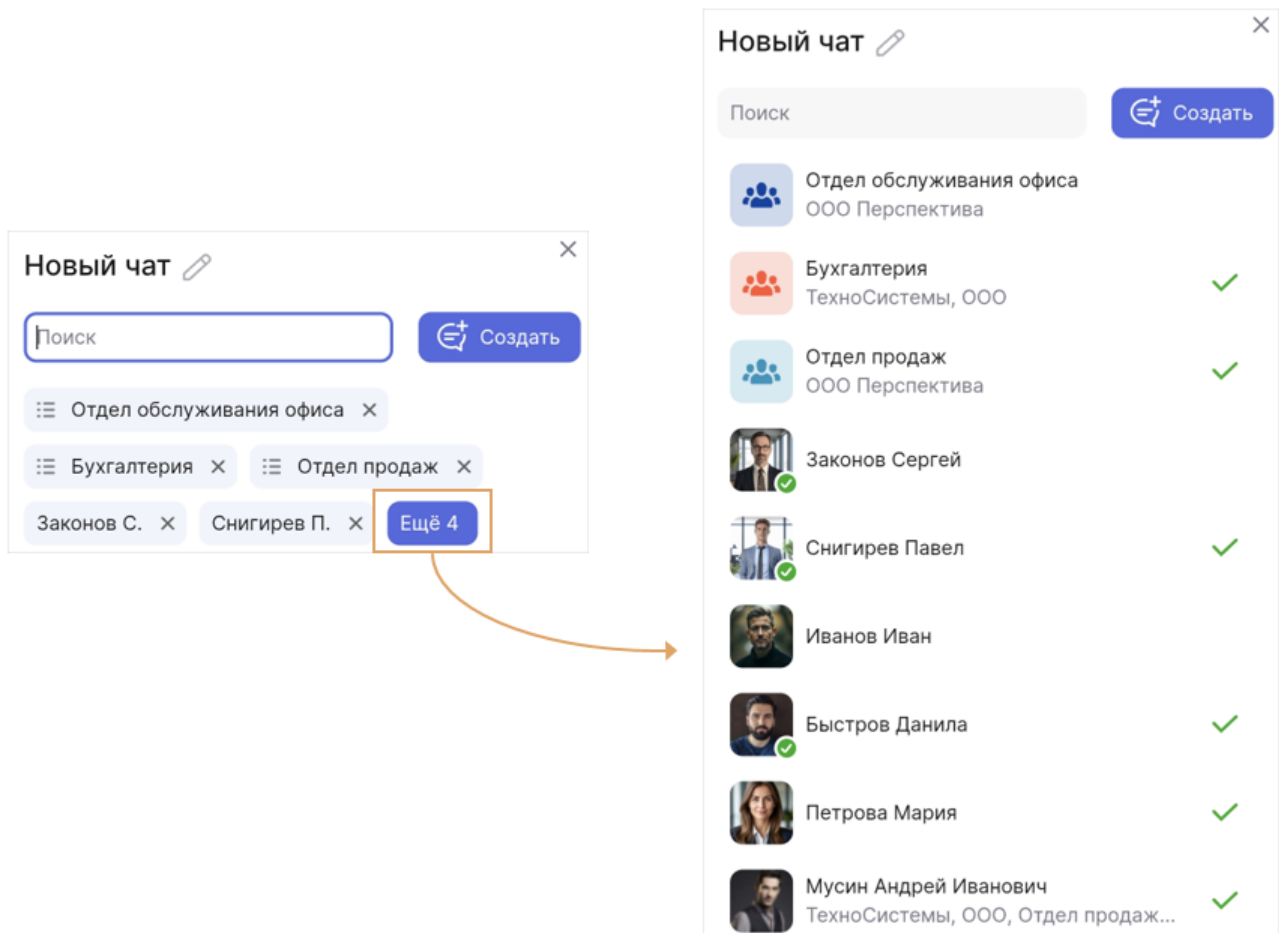 Новый чат
Поиск
Создать
Отдел обслуживания офиса
Бухгалтерия
Отдел продаж
Законов С.
Снигирев П.
Ещё 4
Новый чат
Поиск
Создать
Отдел обслуживания офиса
ООО Перспектива
Бухгалтерия
ТехноСистемы, ООО
Отдел продаж
ООО Перспектива
Законов Сергей
Снигирев Павел
Иванов Иван
Быстров Данила
Петрова Мария
Мусин Андрей Иванович
ТехноСистемы, ООО, Отдел продаж...